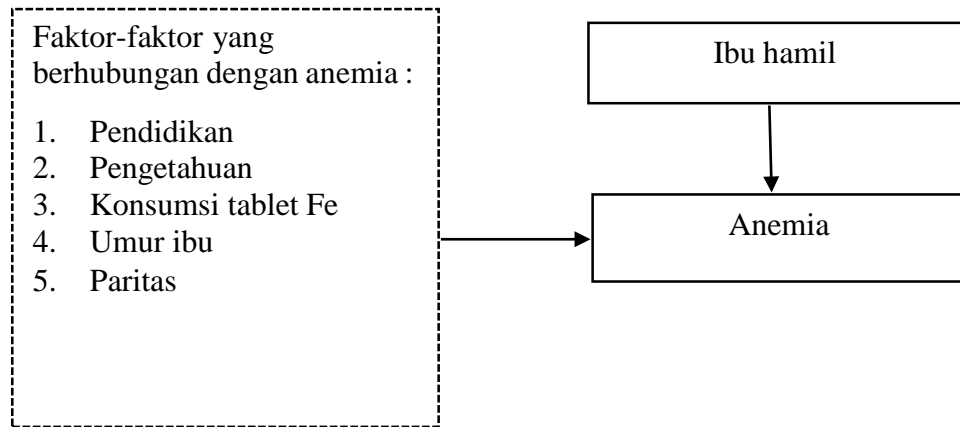 Faktor-faktor yang
berhubungan dengan anemia :
1. Pendidikan
2. Pengetahuan
3. Konsumsi tablet Fe
4. Umur ibu
5. Paritas
Ibu hamil
Anemia